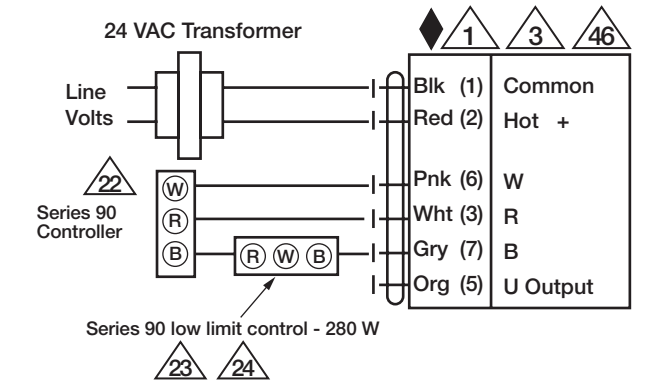 24 VAC Transformer
1 3 46
Line
Volts
Blk (1) Common
Red (2) Hot +
22
Series 90
Controller
W
R
B
R W B
Pnk (6) W
Wht (3) R
Gry (7) B
Org (5) U Output
Series 90 low limit control - 280 W
23 24